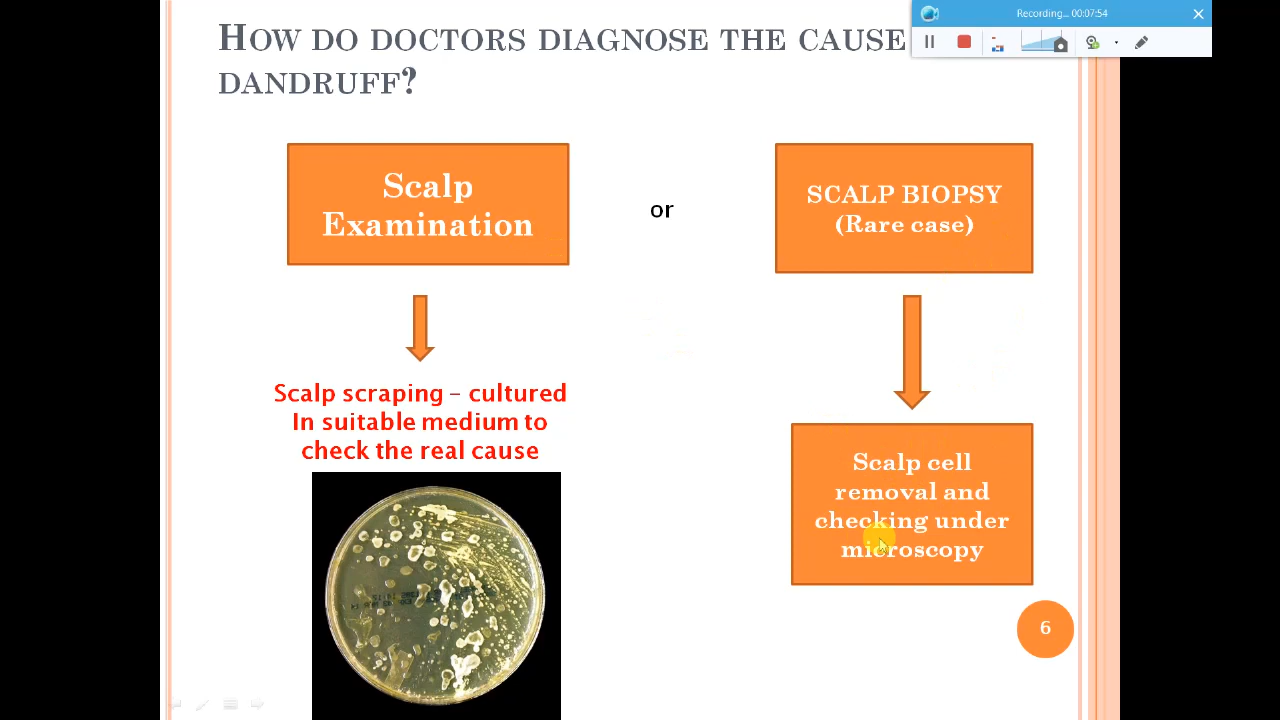 Recording... 00:07:54
HOW DO DOCTORS DIAGNOSE THE CAUSE
DANDRUFF?
Scalp
Examination
or
SCALP BIOPSY
(Rare case)
Scalp scraping – cultured
In suitable medium to
check the real cause
Scalp cell
removal and
checking under
microscopy
6